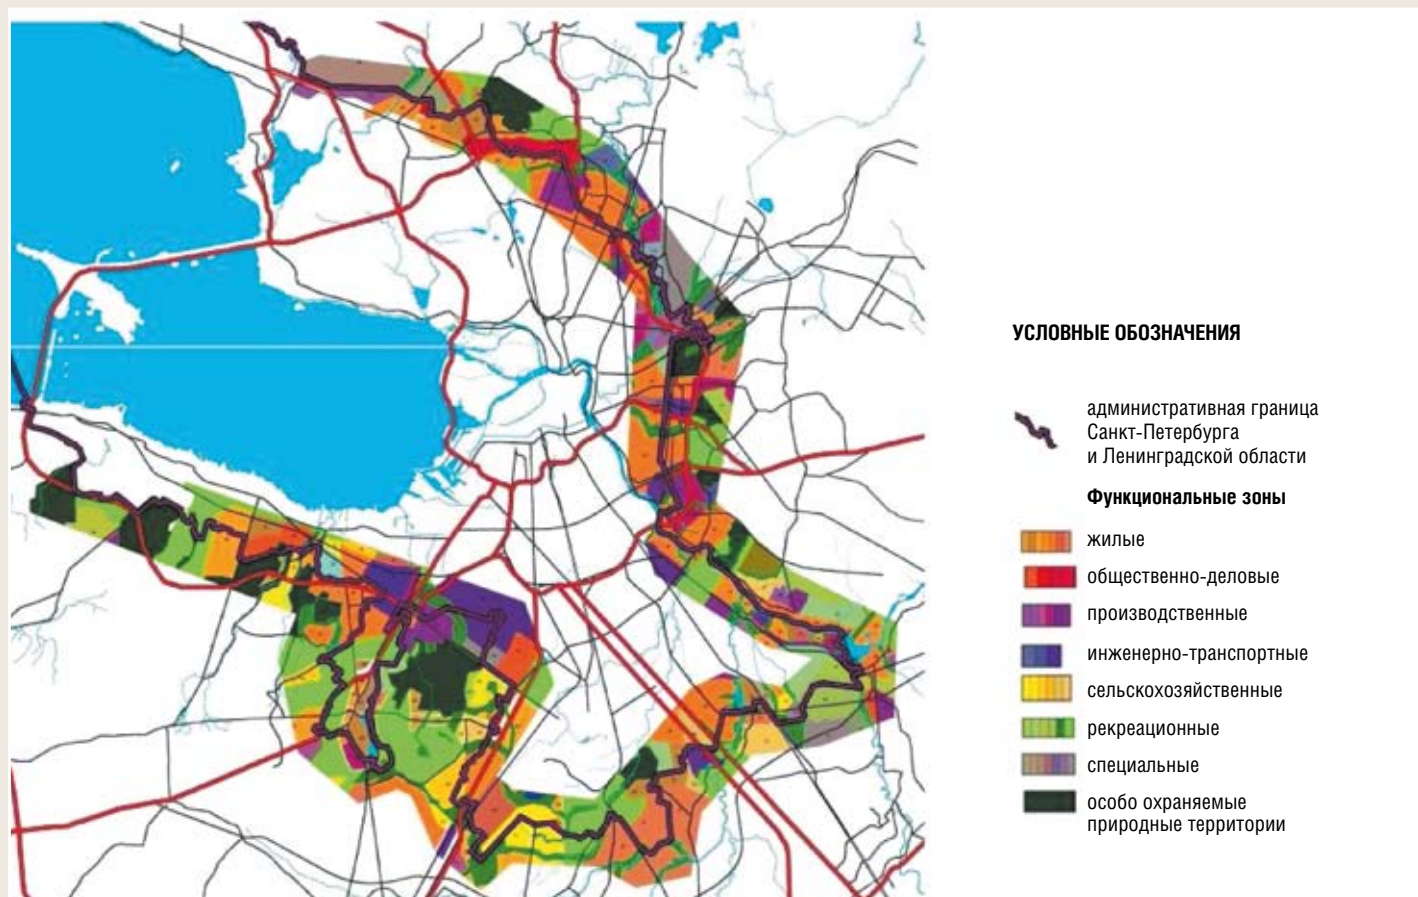 УСЛОВНЫЕ ОБОЗНАЧЕНИЯ
административная граница
Санкт-Петербурга
и Ленинградской области
Функциональные зоны
жилые
общественно-деловые
производственные
инженерно-транспортные
сельскохозяйственные
рекреационные
специальные
особо охраняемые
природные территории